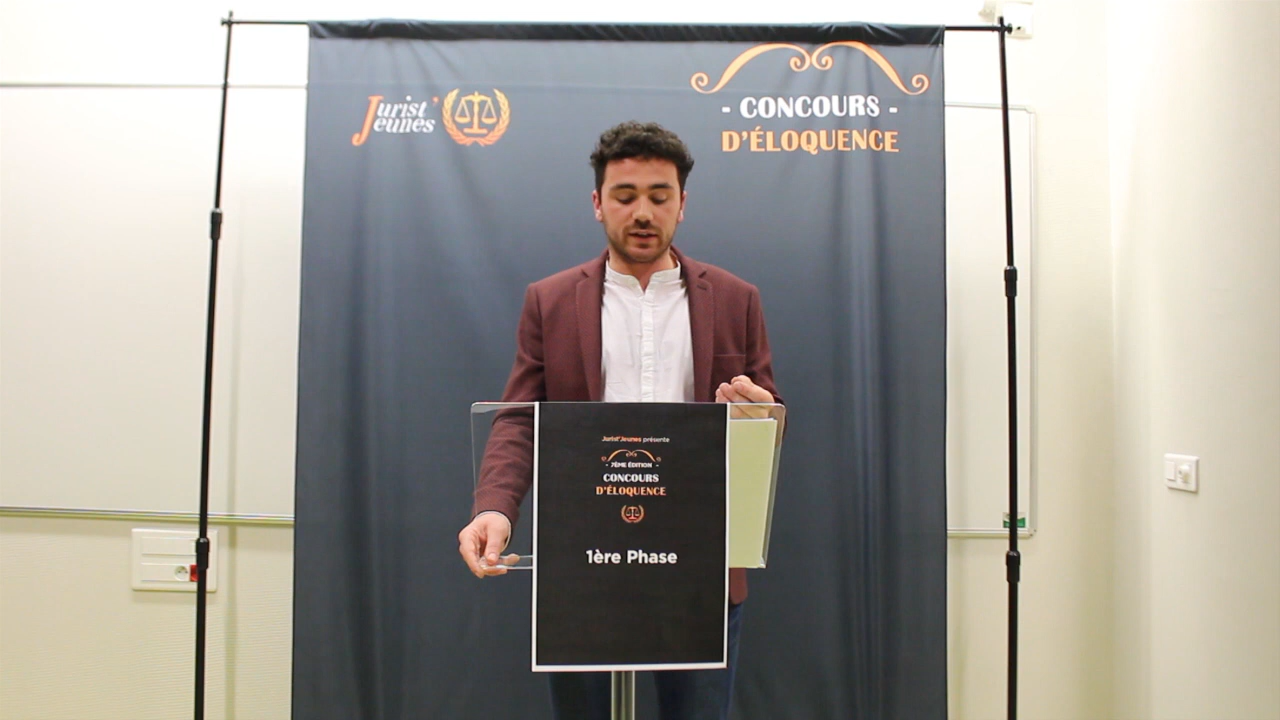 Jurist'
Jeunes
- CONCOURS -
D'ÉLOQUENCE
Jurist'Jeunes présente
- 7ÈME ÉDITION -
CONCOURS
D'ÉLOQUENCE
1ère Phase